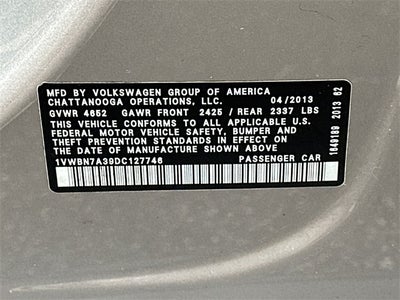 MFD BY VOLKSWAGEN GROUP OF AMERICA
CHATTANOOGA OPERATIONS, LLC. 04/2013
GVWR 4652 GAWR FRONT 2425 / REAR 2337 LBS
THIS VEHICLE CONFORMS TO ALL APPLICABLE U.S.
FEDERAL MOTOR VEHICLE SAFETY, BUMPER AND
THEFT PREVENTION STANDARDS IN EFFECT ON
THE DATE OF MANUFACTURE SHOWN ABOVE
1VWBN7A39DC127746 PASSENGER CAR
1649199 2013 62